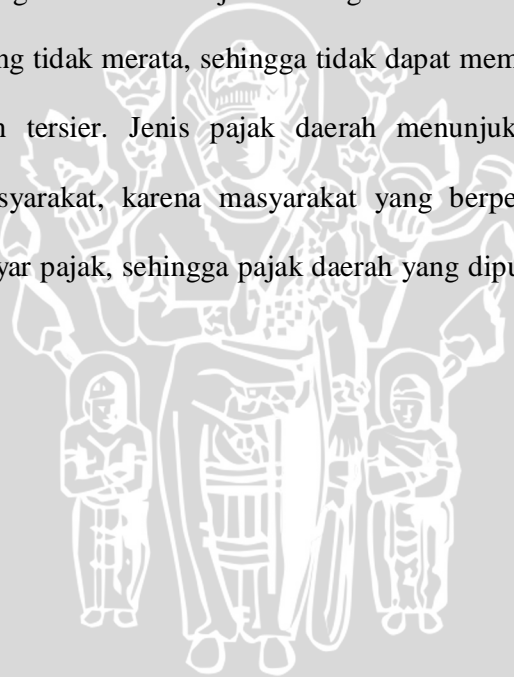 ng tidak merata, sehingga tidak dapat mem
tersier. Jenis pajak daerah menunjuk
syarakat, karena masyarakat yang berpe
yar pajak, sehingga pajak daerah yang dipu